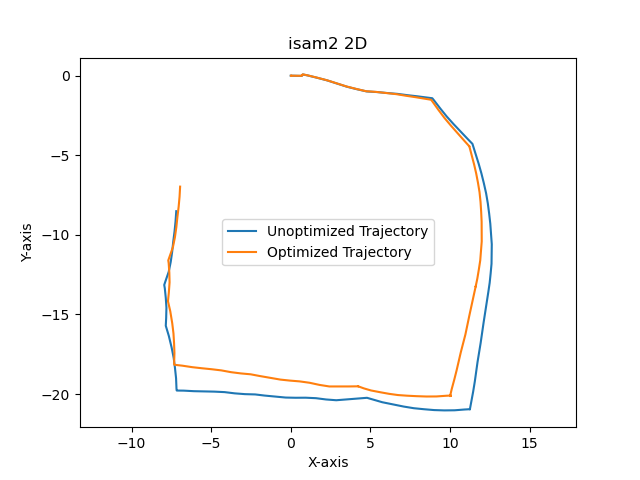 isam2 2D
0
−5
−10
−15
−20
Y-axis
Unoptimized Trajectory
Optimized Trajectory
−10
−5
0
5
10
15
X-axis